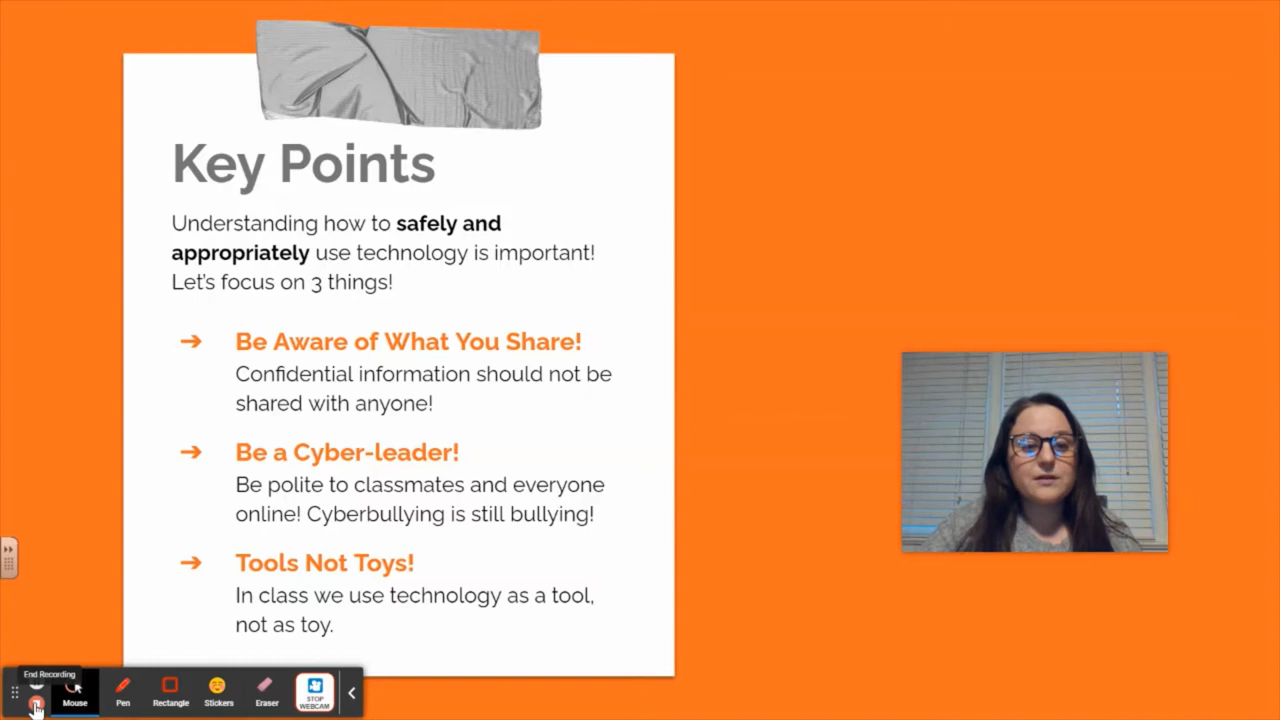 Key Points
Understanding how to safely and
appropriately use technology is important!
Let's focus on 3 things!
➔ Be Aware of What You Share!
Confidential information should not be
shared with anyone!
➔ Be a Cyber-leader!
Be polite to classmates and everyone
online! Cyberbullying is still bullying!
➔ Tools Not Toys!
In class we use technology as a tool,
not as toy.
End Recording
Mouse
Pen
Rectangle
Stickers
Eraser
STOP
WEBCAM